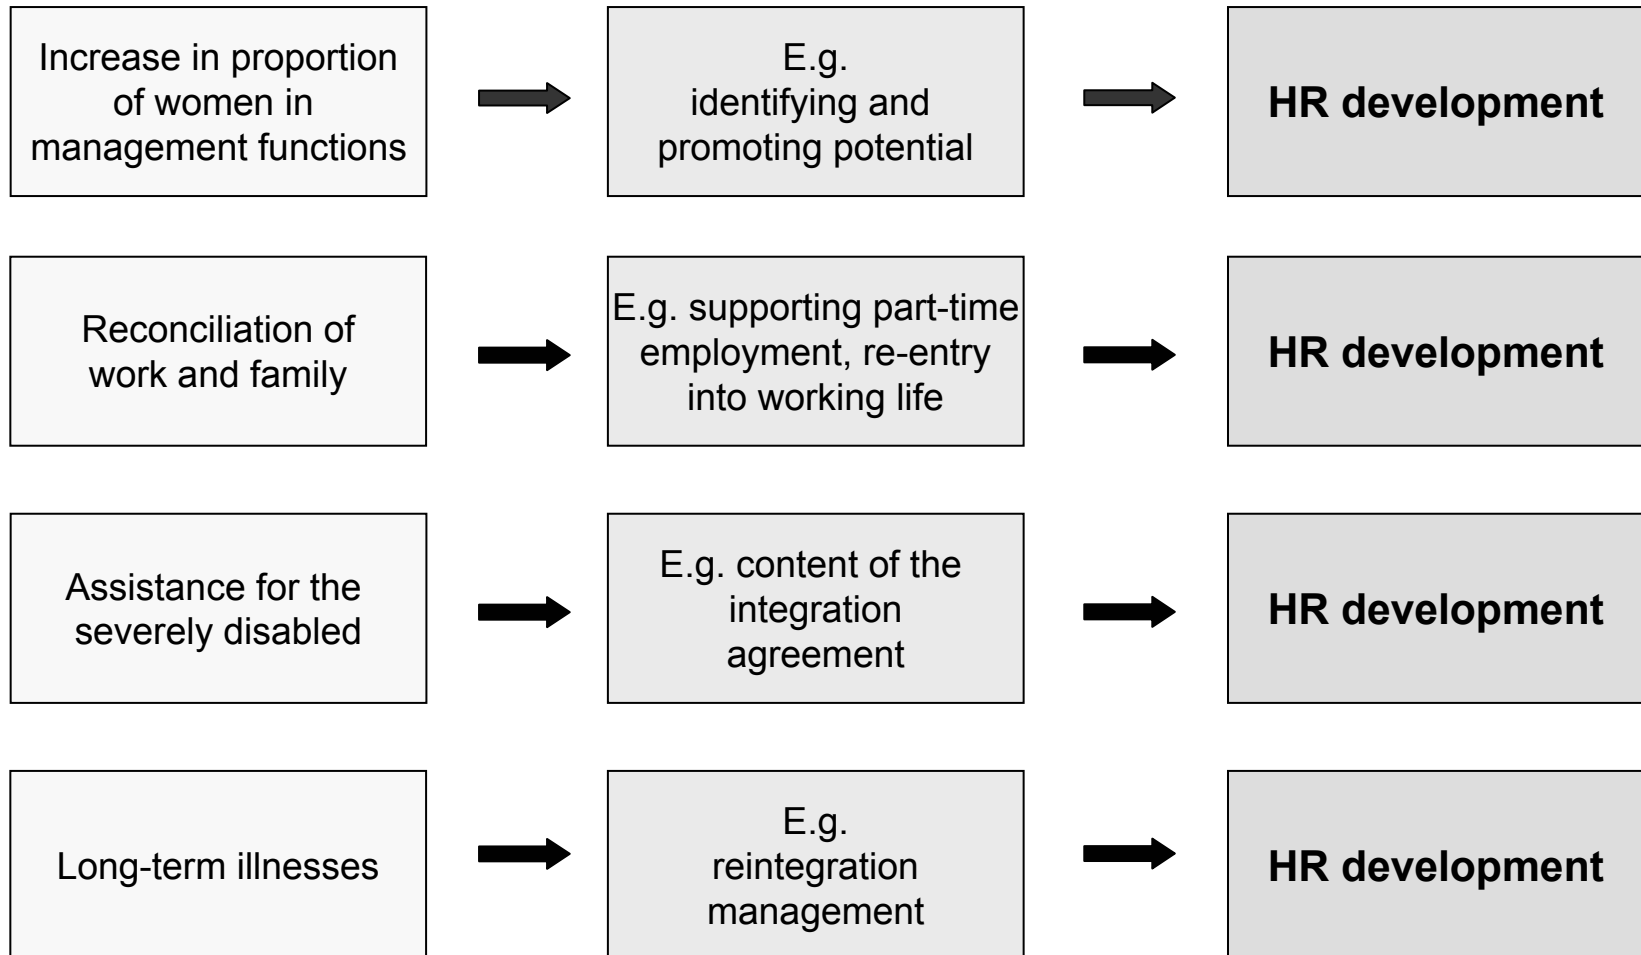 Increase in proportion
of women in
management functions
E.g.
identifying and
promoting potential
HR development
Reconciliation of
work and family
E.g. supporting part-time
employment, re-entry
into working life
HR development
Assistance for the
severely disabled
E.g. content of the
integration
agreement
HR development
Long-term illnesses
E.g.
reintegration
management
HR development